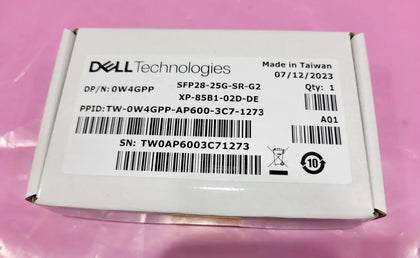 DELLTechnologies
Made in Taiwan
07/12/2023
DP/N: 0W4GPP
SFP28-25G-SR-G2
Qty: 1
XP-85B1-02D-DE
PPID:TW-0W4GPP-AP600-3C7-1273
A01
SN: TW0AP6003C71273
10